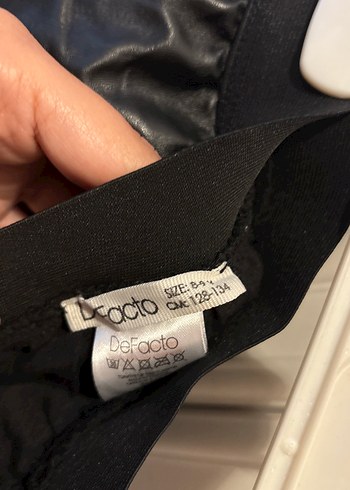 DeFacto
SIZE: 8-9 Y
CM: 128-134
DeFacto